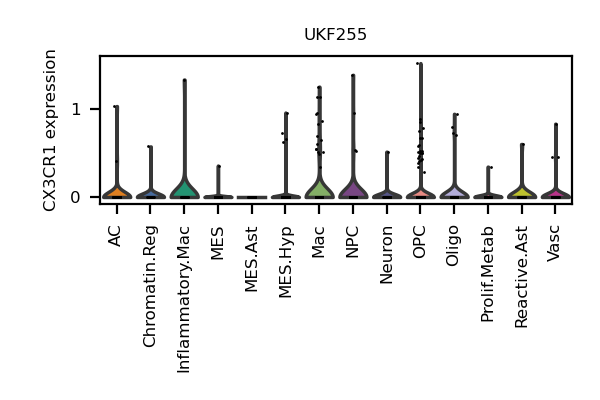 UKF255
CX3CR1 expression
1
0
AC
Chromatin.Reg
Inflammatory.Mac
MES
MES.Ast
MES.Hyp
Mac
NPC
Neuron
OPC
Oligo
Prolif.Metab
Reactive.Ast
Vasc